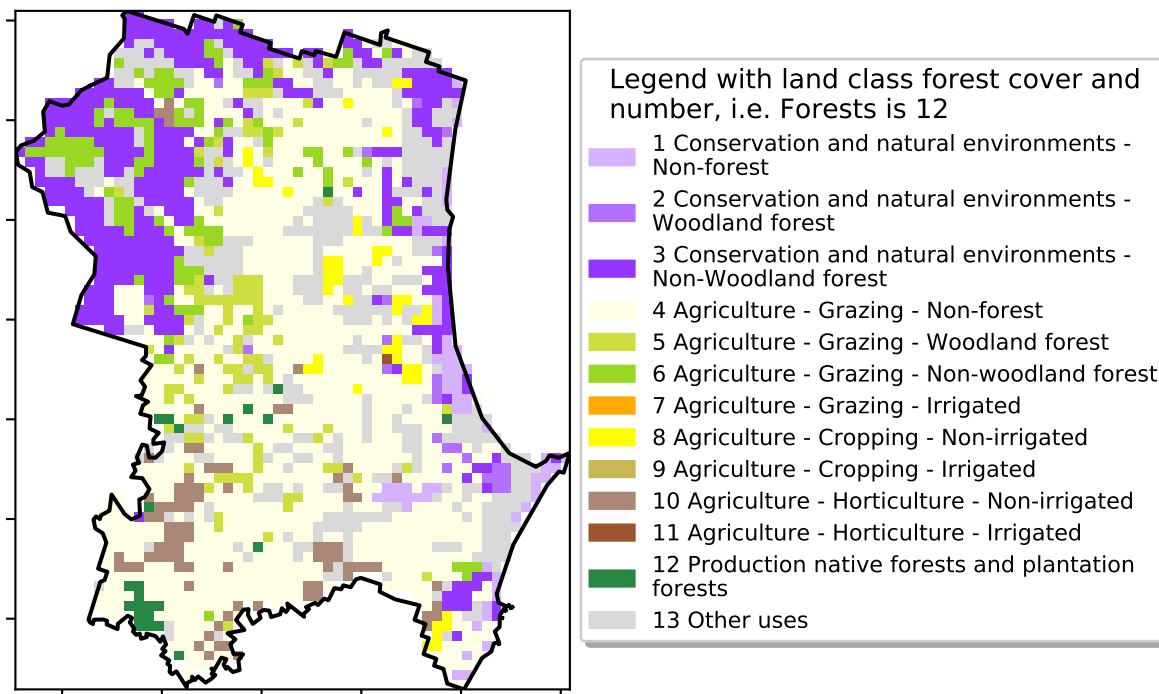 Legend with land class forest cover and
number, i.e. Forests is 12
1 Conservation and natural environments -
Non-forest
2 Conservation and natural environments -
Woodland forest
3 Conservation and natural environments -
Non-Woodland forest
4 Agriculture - Grazing - Non-forest
5 Agriculture - Grazing - Woodland forest
6 Agriculture - Grazing - Non-woodland forest
7 Agriculture - Grazing - Irrigated
8 Agriculture - Cropping - Non-irrigated
9 Agriculture - Cropping - Irrigated
10 Agriculture - Horticulture - Non-irrigated
11 Agriculture - Horticulture - Irrigated
12 Production native forests and plantation
forests
13 Other uses